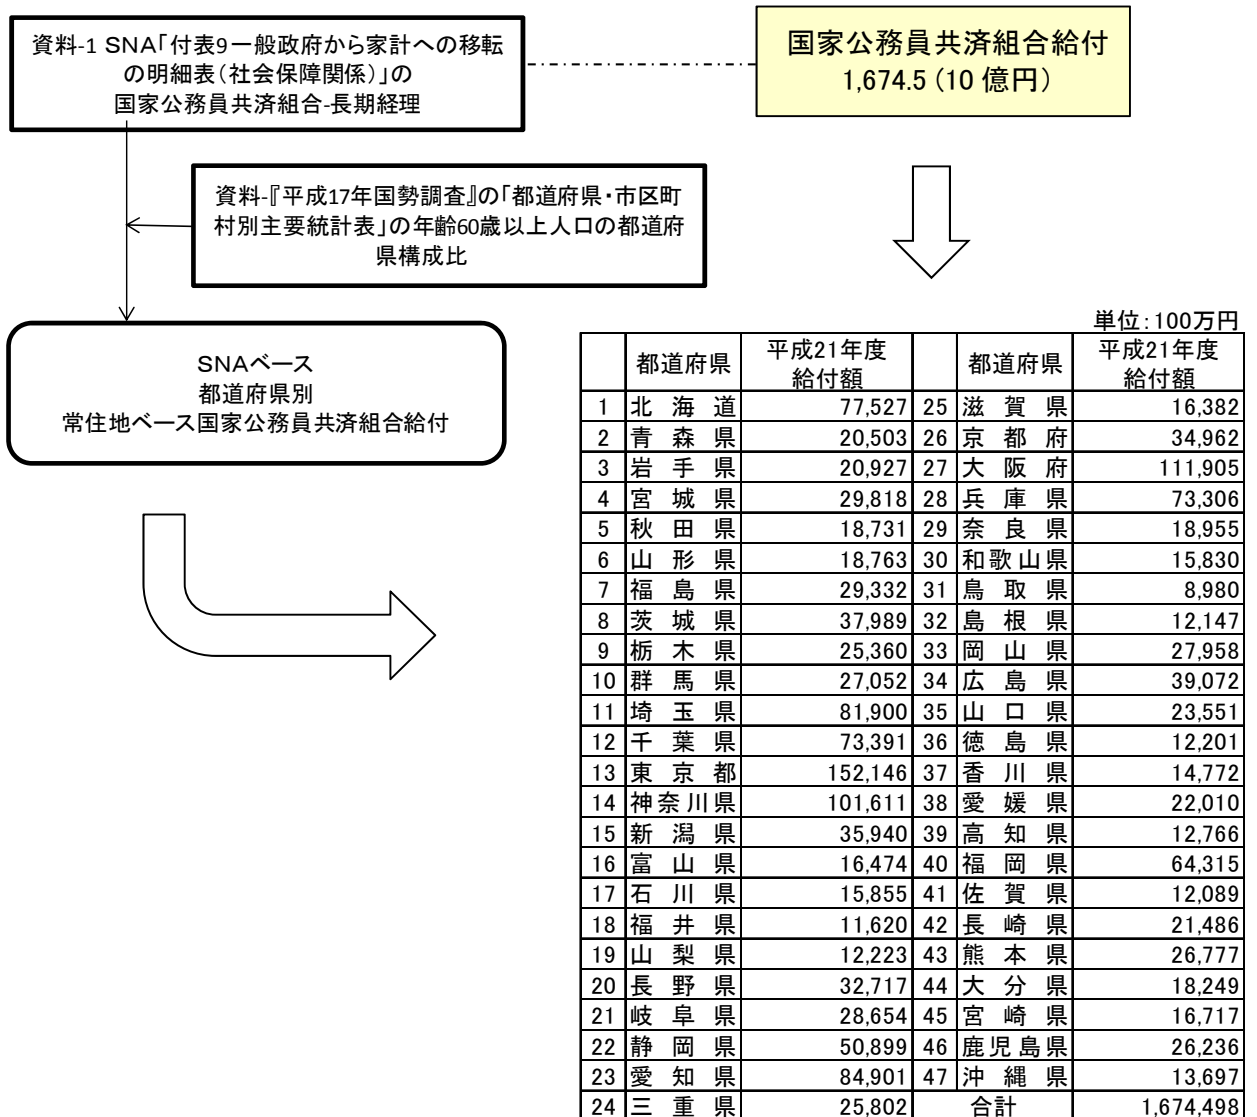 資料-1 SNA「付表9一般政府から家計への移転
の明細表(社会保障関係)」の
国家公務員共済組合-長期経理
国家公務員共済組合給付
1,674.5 (10 億円)
資料-『平成17年国勢調査』の「都道府県・市区町
村別主要統計表」の年齢60歳以上人口の都道府
県構成比
SNAベース
都道府県別
常住地ベース国家公務員共済組合給付
単位:100万円
都道府県 平成21年度 給付額 都道府県 平成21年度 給付額
1 北海道 77,527 25 滋賀県 16,382
2 青森県 20,503 26 京都府 34,962
3 岩手県 20,927 27 大阪府 111,905
4 宮城県 29,818 28 兵庫県 73,306
5 秋田県 18,731 29 奈良県 18,955
6 山形県 18,763 30 和歌山県 15,830
7 福島県 29,332 31 鳥取県 8,980
8 茨城県 37,989 32 島根県 12,147
9 栃木県 25,360 33 岡山県 27,958
10 群馬県 27,052 34 広島県 39,072
11 埼玉県 81,900 35 山口県 23,551
12 千葉県 73,391 36 徳島県 12,201
13 東京都 152,146 37 香川県 14,772
14 神奈川県 101,611 38 愛媛県 22,010
15 新潟県 35,940 39 高知県 12,766
16 富山県 16,474 40 福岡県 64,315
17 石川県 15,855 41 佐賀県 12,089
18 福井県 11,620 42 長崎県 21,486
19 山梨県 12,223 43 熊本県 26,777
20 長野県 32,717 44 大分県 18,249
21 岐阜県 28,654 45 宮崎県 16,717
22 静岡県 50,899 46 鹿児島県 26,236
23 愛知県 84,901 47 沖縄県 13,697
24 三重県 25,802 合計 1,674,498